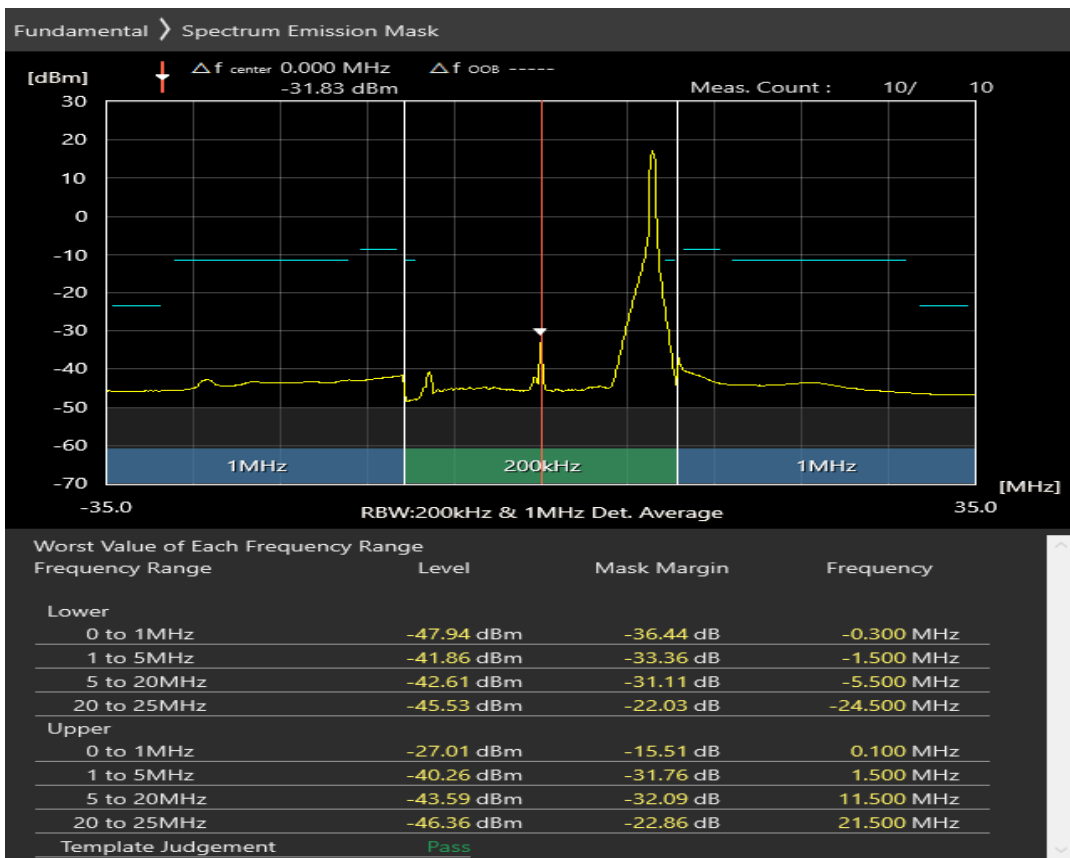 Fundamental 〉 Spectrum Emission Mask
[dBm] △f center 0.000 MHz △f OOB -----
-31.83 dBm Meas. Count : 10/ 10
30
20
10
0
-10
-20
-30
-40
-50
-60
-70
1MHz 200kHz 1MHz
[MHz]
-35.0 RBW:200kHz & 1MHz Det. Average 35.0
Worst Value of Each Frequency Range
Frequency Range Level Mask Margin Frequency
Lower
0 to 1MHz -47.94 dBm -36.44 dB -0.300 MHz
1 to 5MHz -41.86 dBm -33.36 dB -1.500 MHz
5 to 20MHz -42.61 dBm -31.11 dB -5.500 MHz
20 to 25MHz -45.53 dBm -22.03 dB -24.500 MHz
Upper
0 to 1MHz -27.01 dBm -15.51 dB 0.100 MHz
1 to 5MHz -40.26 dBm -31.76 dB 1.500 MHz
5 to 20MHz -43.59 dBm -32.09 dB 11.500 MHz
20 to 25MHz -46.36 dBm -22.86 dB 21.500 MHz
Template Judgement Pass